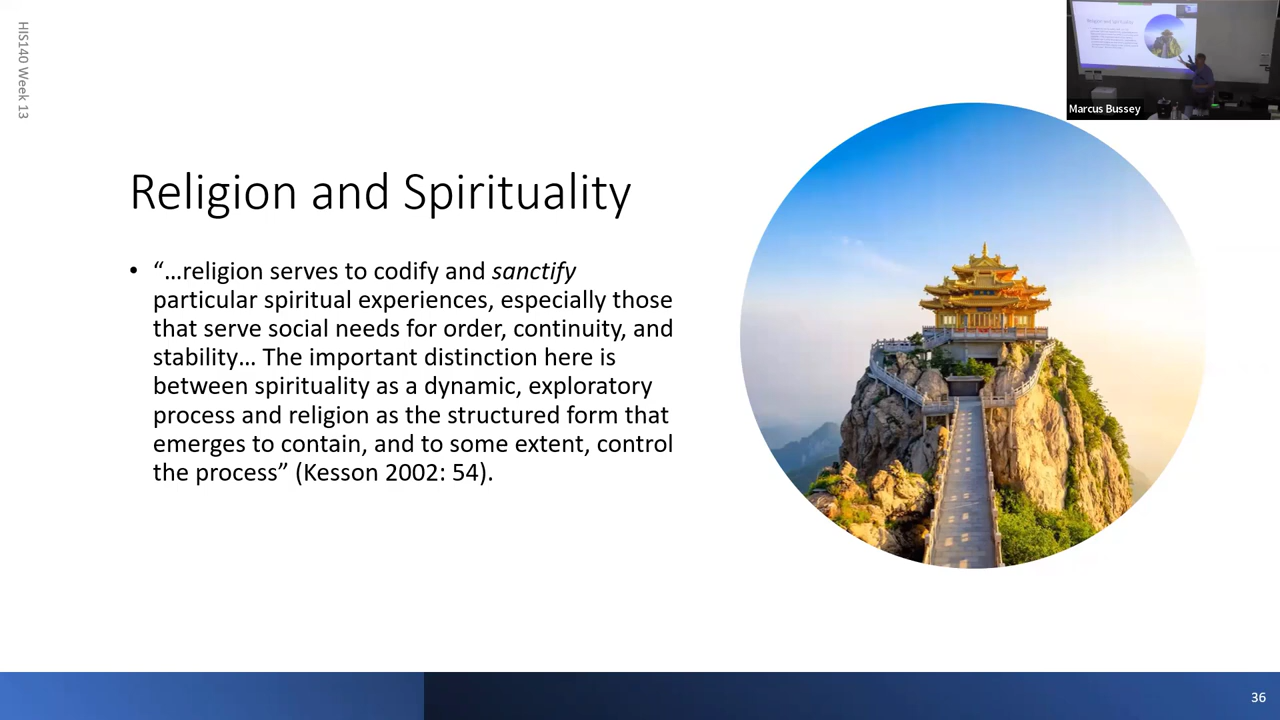 HIS140 Week 13
Marcus Bussey
Religion and Spirituality
• “…religion serves to codify and sanctify
particular spiritual experiences, especially those
that serve social needs for order, continuity, and
stability… The important distinction here is
between spirituality as a dynamic, exploratory
process and religion as the structured form that
emerges to contain, and to some extent, control
the process” (Kesson 2002: 54).
36